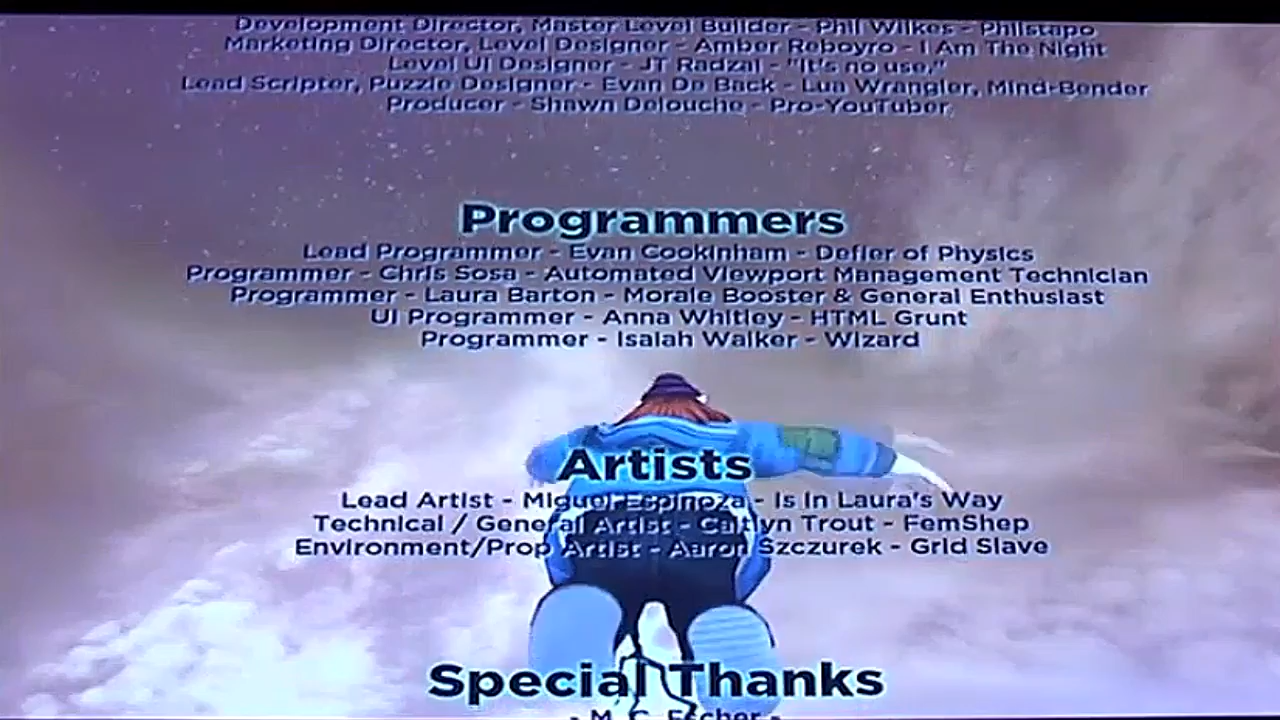 Development Director, Master Level Builder - Phil Wilkes - Philstapo
Marketing Director, Level Designer - Amber Reboyro - I Am The Night
Level UI Designer - JT Radzai - "It's no use,"
Lead Scripter, Puzzle Designer - Evan De Back - Lua Wrangler, Mind-Bender
Producer - Shawn Delouche - Pro-YouTuber
Programmers
Lead Programmer - Evan Cookinham - Defier of Physics
Programmer - Chris Sosa - Automated Viewport Management Technician
Programmer - Laura Barton - Morale Booster & General Enthusiast
UI Programmer - Anna Whitley - HTML Grunt
Programmer - Isaiah Walker - Wizard
Artists
Lead Artist - Miguel Espinoza - Is In Laura's Way
Technical / General Artist - Caitlyn Trout - FemShep
Environment/Prop Artist - Aaron Szczurek - Grid Slave
Special Thanks
- M. C. Escher -